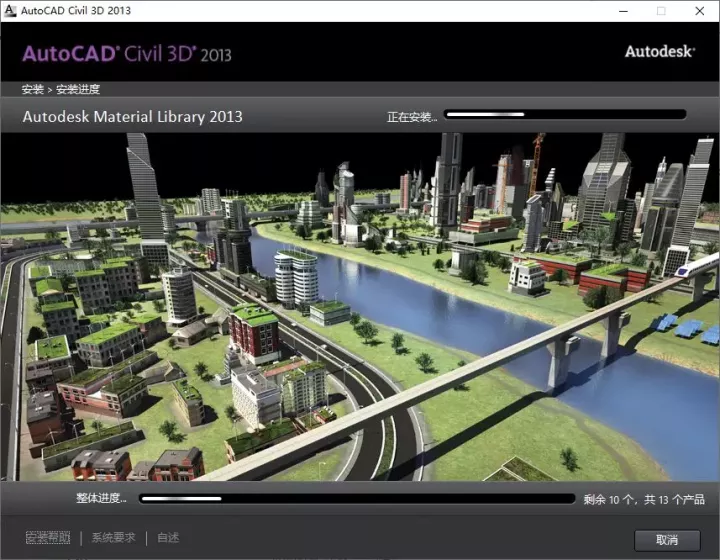 AutoCAD Civil 3D 2013
AutoCAD® Civil 3D® 2013
Autodesk®
安装 > 安装进度
Autodesk Material Library 2013
正在安装...
整体进度...
剩余 10 个，共 13 个产品
安装帮助 | 系统要求 | 自述
取消